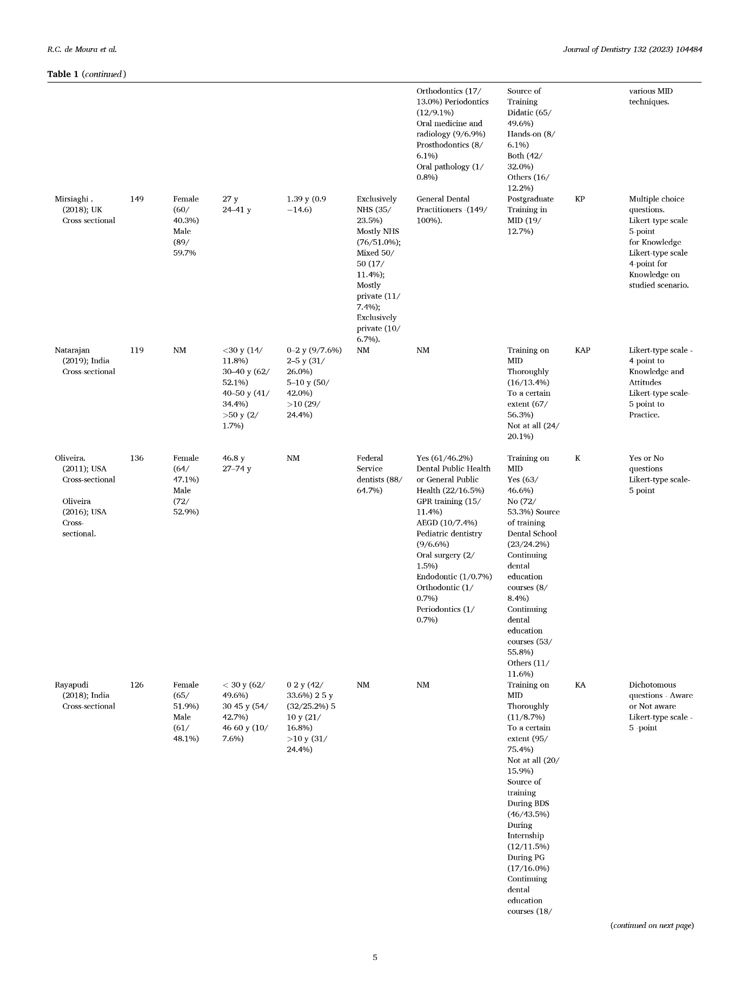 R.C. de Moura et al.
Journal of Dentistry 132 (2023) 104484
Table 1 (continued)
Orthodontics (17/
13.0%) Periodontics
(12/9.1%)
Oral medicine and
radiology (9/6.9%)
Prosthodontics (8/
6.1%)
Oral pathology (1/
0.8%)
Source of
Training
Didatic (65/
49.6%)
Hands-on (8/
6.1%)
Both (42/
32.0%)
Others (16/
12.2%)
various MID
techniques.
Mirsiaghi .
(2018); UK
Cross-sectional
149
Female
(60/
40.3%)
Male
(89/
59.7%
27 y
24–41 y
1.39 y (0.9
−14.6)
Exclusively
NHS (35/
23.5%)
Mostly NHS
(76/51.0%);
Mixed 50/
50 (17/
11.4%);
Mostly
private (11/
7.4%);
Exclusively
private (10/
6.7%).
General Dental
Practitioners -(149/
100%).
Postgraduate
Training in
MID (19/
12.7%)
KP
Multiple choice
questions.
Likert-type scale
5-point
for Knowledge
Likert-type scale
4-point for
Knowledge on
studied scenario.
Natarajan
(2019); India
Cross-sectional
119
NM
<30 y (14/
11.8%)
30–40 y (62/
52.1%)
40–50 y (41/
34.4%)
>50 y (2/
1.7%)
0–2 y (9/7.6%)
2–5 y (31/
26.0%)
5–10 y (50/
42.0%)
>10 (29/
24.4%)
NM
NM
Training on
MID
Thoroughly
(16/13.4%)
To a certain
extent (67/
56.3%)
Not at all (24/
20.1%)
KAP
Likert-type scale -
4-point to
Knowledge and
Attitudes
Likert-type scale-
5 point to
Practice.
Oliveira.
(2011); USA
Cross-sectional
Oliveira
(2016); USA
Cross-
sectional.
136
Female
(64/
47.1%)
Male
(72/
52.9%)
46.8 y
27–74 y
NM
Federal
Service
dentists (88/
64.7%)
Yes (61/46.2%)
Dental Public Health
or General Public
Health (22/16.5%)
GPR training (15/
11.4%)
AEGD (10/7.4%)
Pediatric dentistry
(9/6.6%)
Oral surgery (2/
1.5%)
Endodontic (1/0.7%)
Orthodontic (1/
0.7%)
Periodontics (1/
0.7%)
Training on
MID
Yes (63/
46.6%)
No (72/
53.3%) Source
of training
Dental School
(23/24.2%)
Continuing
dental
education
courses (8/
8.4%)
Continuing
dental
education
courses (53/
55.8%)
Others (11/
11.6%)
K
Yes or No
questions
Likert-type scale-
5 point
Rayapudi
(2018); India
Cross-sectional
126
Female
(65/
51.9%)
Male
(61/
48.1%)
< 30 y (62/
49.6%)
30 45 y (54/
42.7%)
46 60 y (10/
7.6%)
0 2 y (42/
33.6%) 2 5 y
(32/25.2%) 5
10 y (21/
16.8%)
>10 y (31/
24.4%)
NM
NM
Training on
MID
Thoroughly
(11/8.7%)
To a certain
extent (95/
75.4%)
Not at all (20/
15.9%)
Source of
training
During BDS
(46/43.5%)
During
Internship
(12/11.5%)
During PG
(17/16.0%)
Continuing
dental
education
courses (18/
KA
Dichotomous
questions - Aware
or Not aware
Likert-type scale -
5 -point
(continued on next page)
5